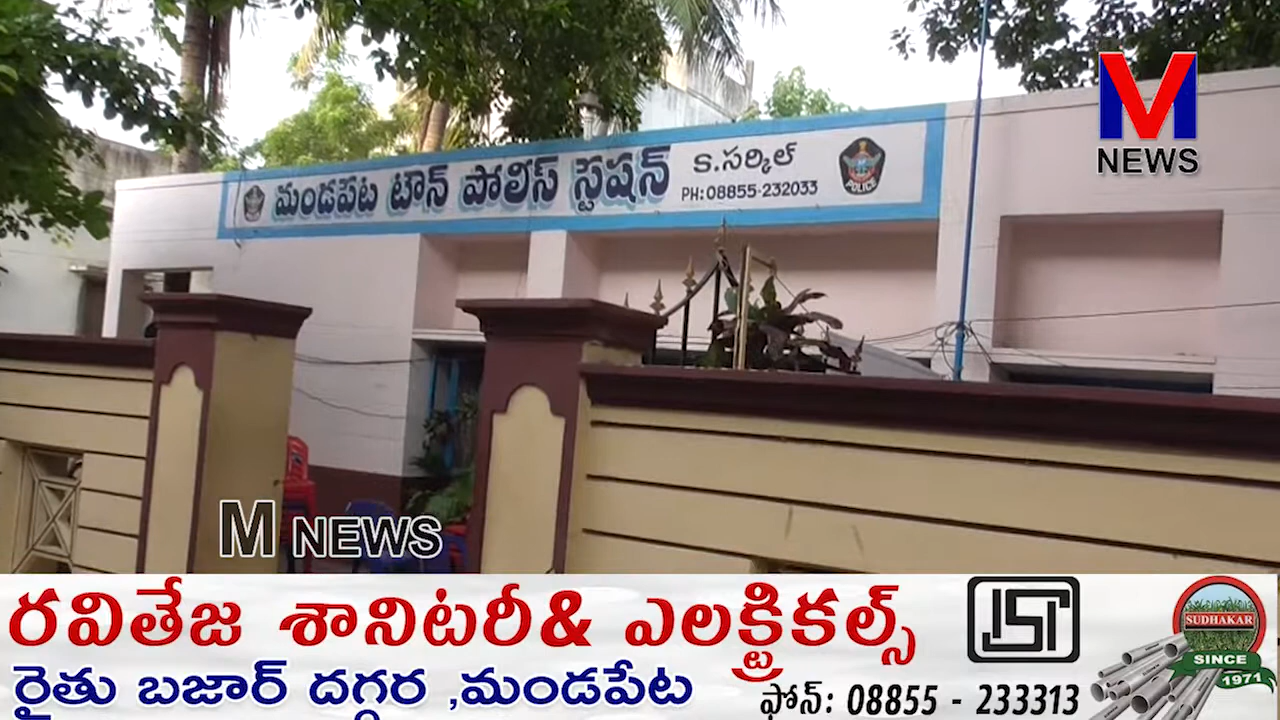 M
NEWS
మండపేట టౌన్ పోలీస్ స్టేషన్
క.సర్కిల్
PH:08855-232033
POLICE
M NEWS
రవితేజ శానిటరీ& ఎలక్ట్రికల్స్
రైతు బజార్ దగ్గర ,మండపేట
ఫోన్: 08855 - 233313
ISI
SUDHAKAR
SINCE
1971